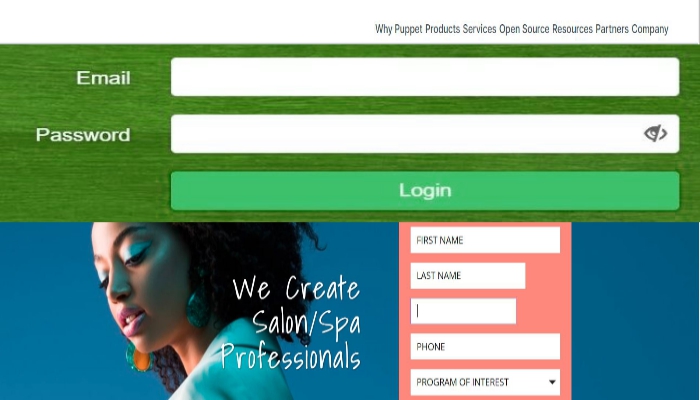 Why Puppet Products Services Open Source Resources Partners Company
Email
Password
Login
We Create
Salon/Spa
Professionals
FIRST NAME
LAST NAME
PHONE
PROGRAM OF INTEREST